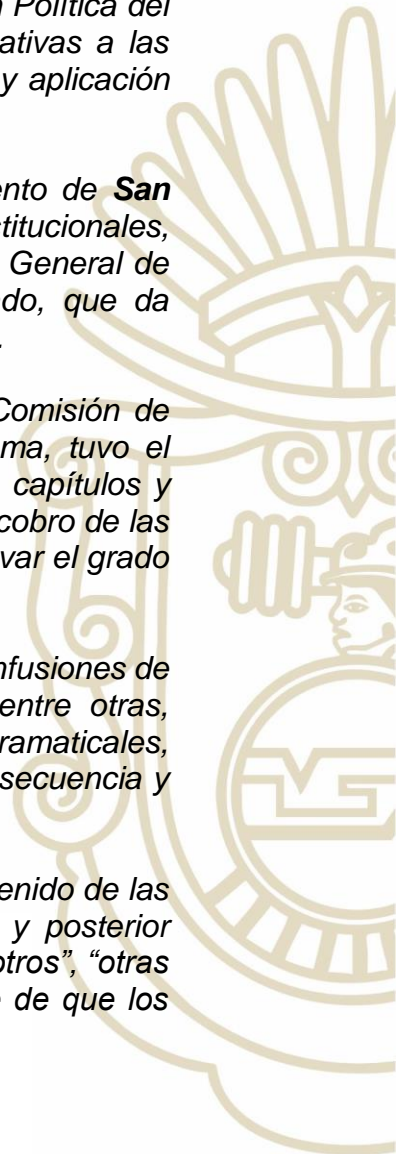 Política del
ativas a las
y aplicación
ento de San
stitucionales,
General de
do, que da
Comisión de
ma, tuvo el
capítulos y
cobro de las
var el grado
nfusiones de
entre otras,
ramaticales,
secuencia y
enido de las
y posterior
otros”, “otras
de que los